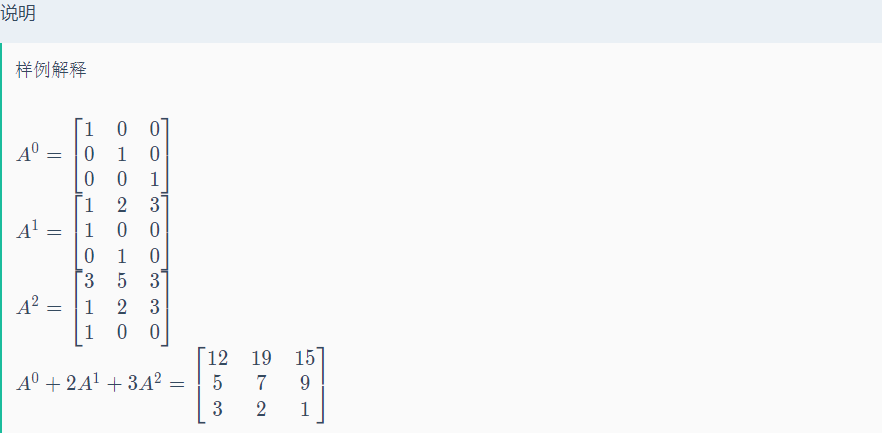 说明
样例解释
1 0 0
A^0 = 0 1 0
0 0 1
1 2 3
A^1 = 1 0 0
0 1 0
3 5 3
A^2 = 1 2 3
1 0 0
12 19 15
A^0 + 2A^1 + 3A^2 = 5 7 9
3 2 1